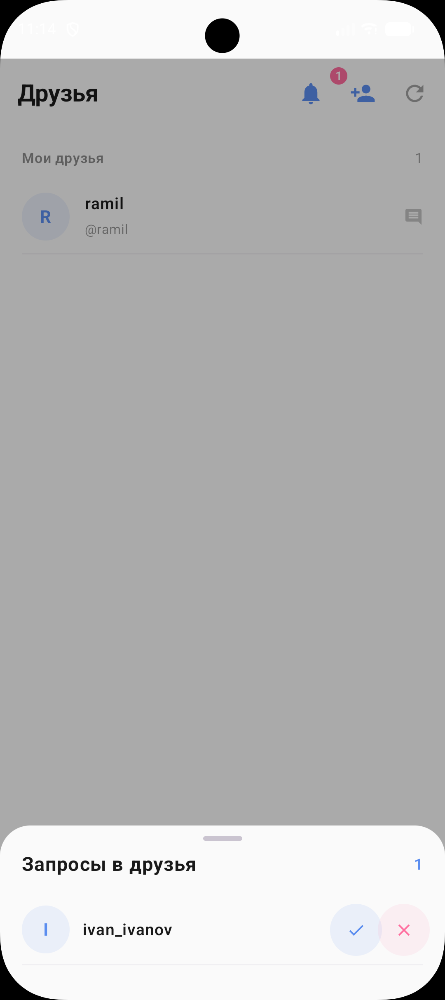 11:14
1
Друзья
Мои друзья 1
R
ramil
@ramil
Запросы в друзья 1
I
ivan_ivanov